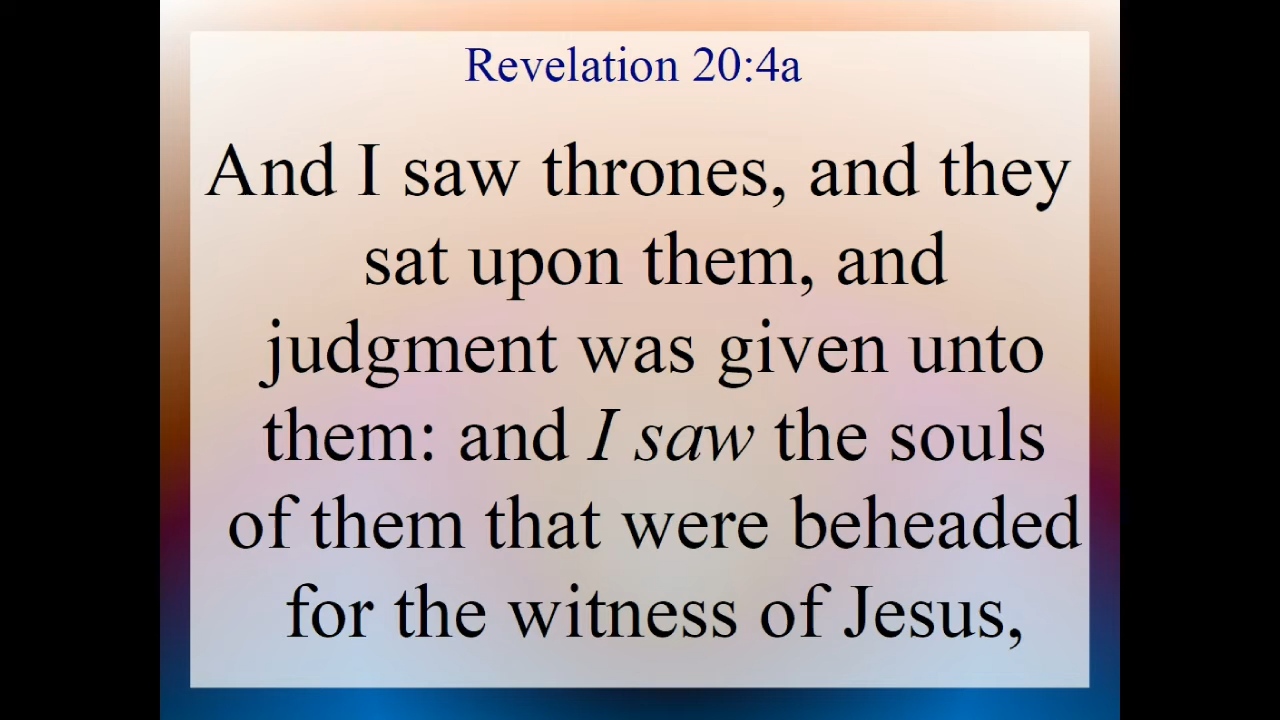 Revelation 20:4a
And I saw thrones, and they
sat upon them, and
judgment was given unto
them: and I saw the souls
of them that were beheaded
for the witness of Jesus,